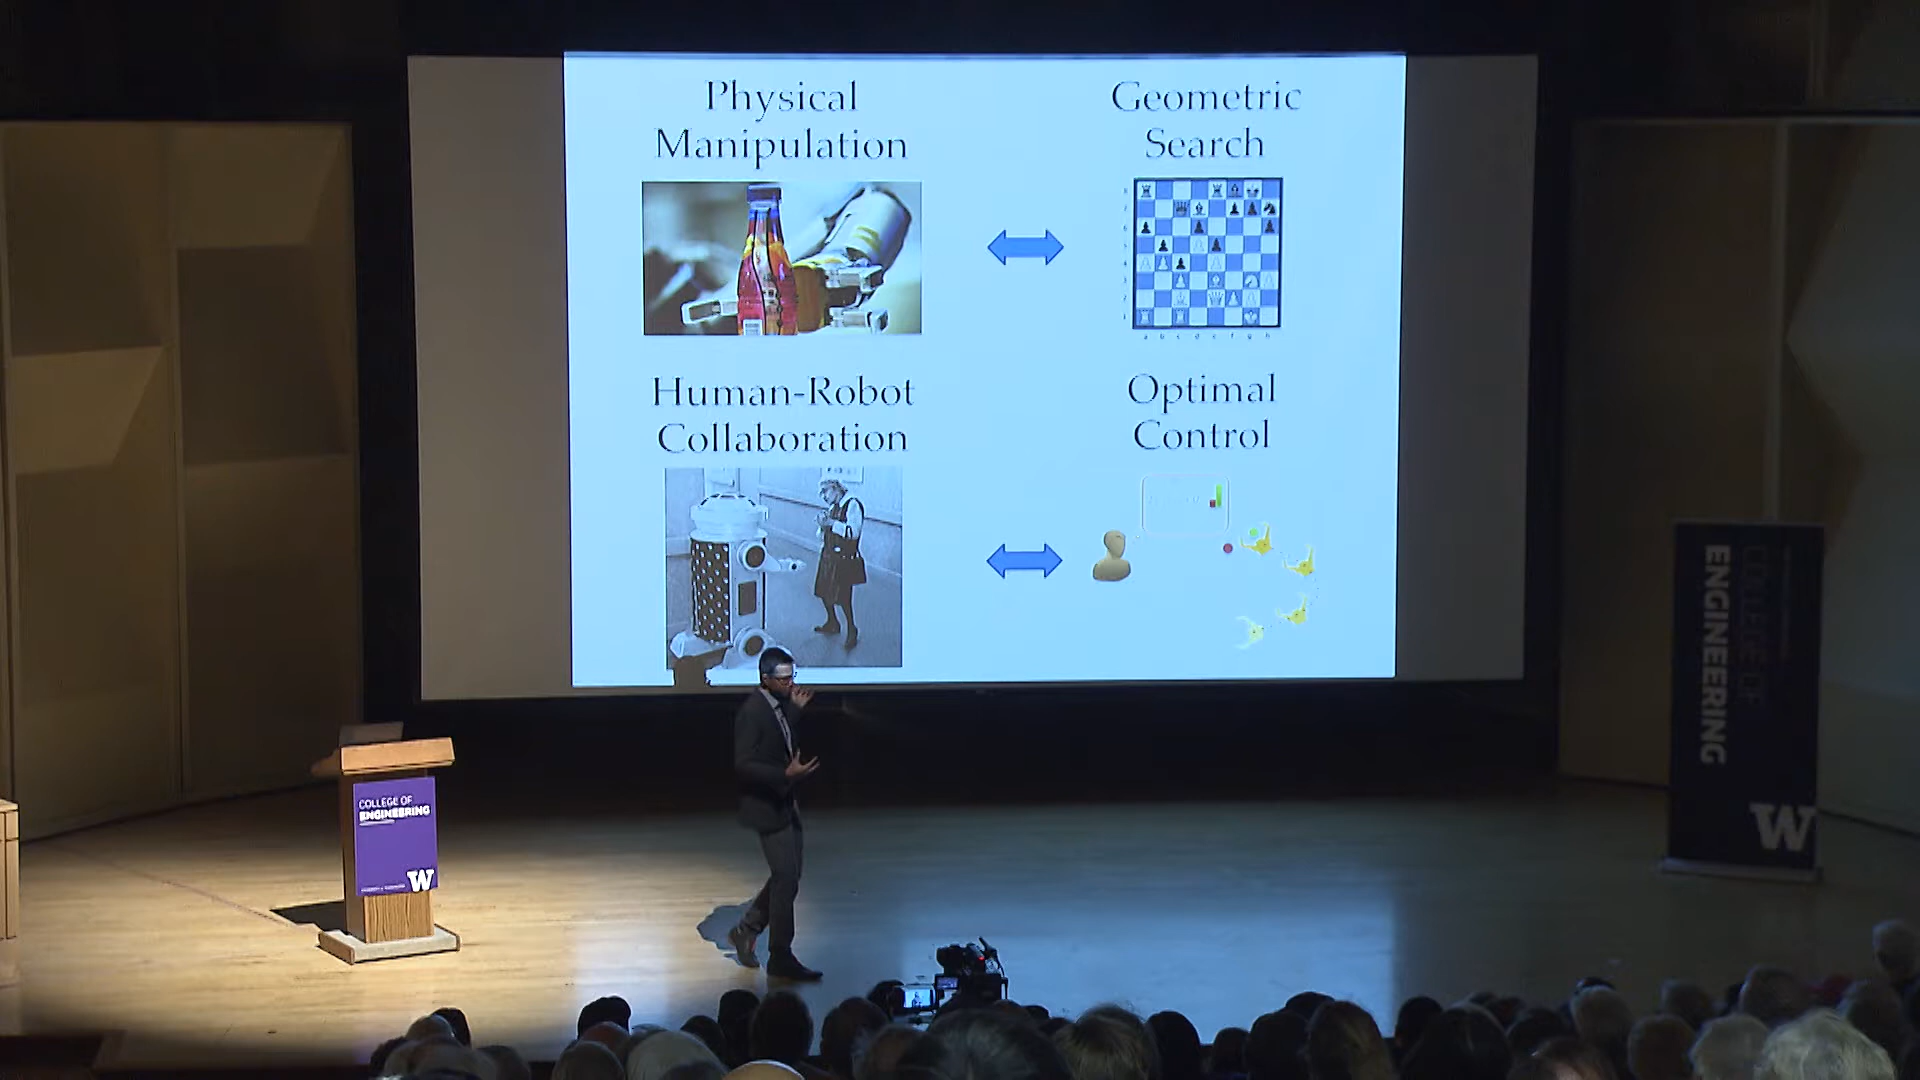 Physical
Manipulation
Geometric
Search
Human-Robot
Collaboration
Optimal
Control
COLLEGE OF
ENGINEERING
W
COLLEGE OF
ENGINEERING
W